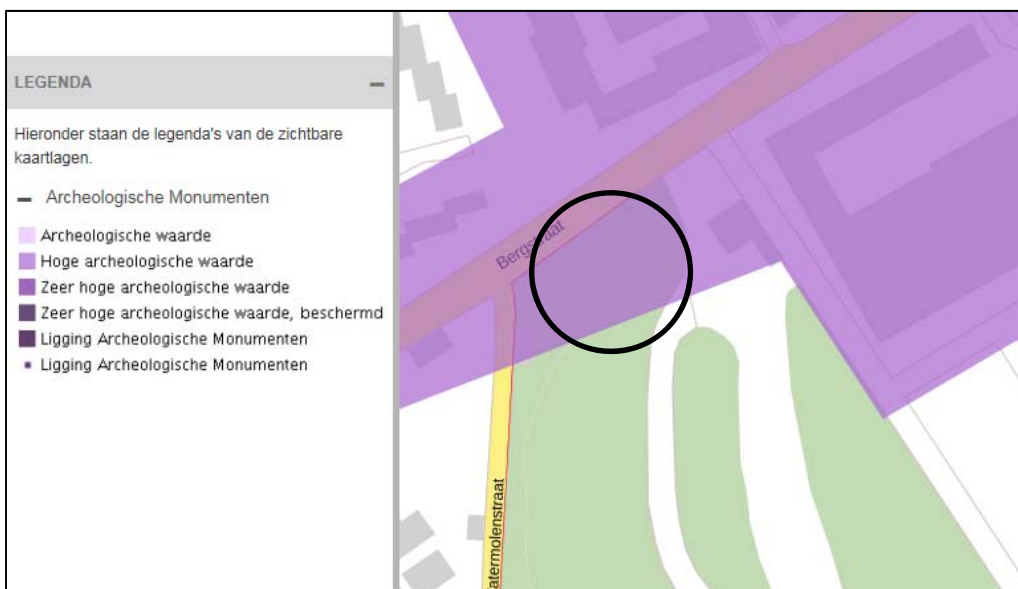 LEGENDA
Hieronder staan de legenda's van de zichtbare
kaartlagen.
Archeologische Monumenten
Archeologische waarde
Hoge archeologische waarde
Zeer hoge archeologische waarde
Zeer hoge archeologische waarde, beschermd
Ligging Archeologische Monumenten
Ligging Archeologische Monumenten
Bergstraat
atermolenstraat